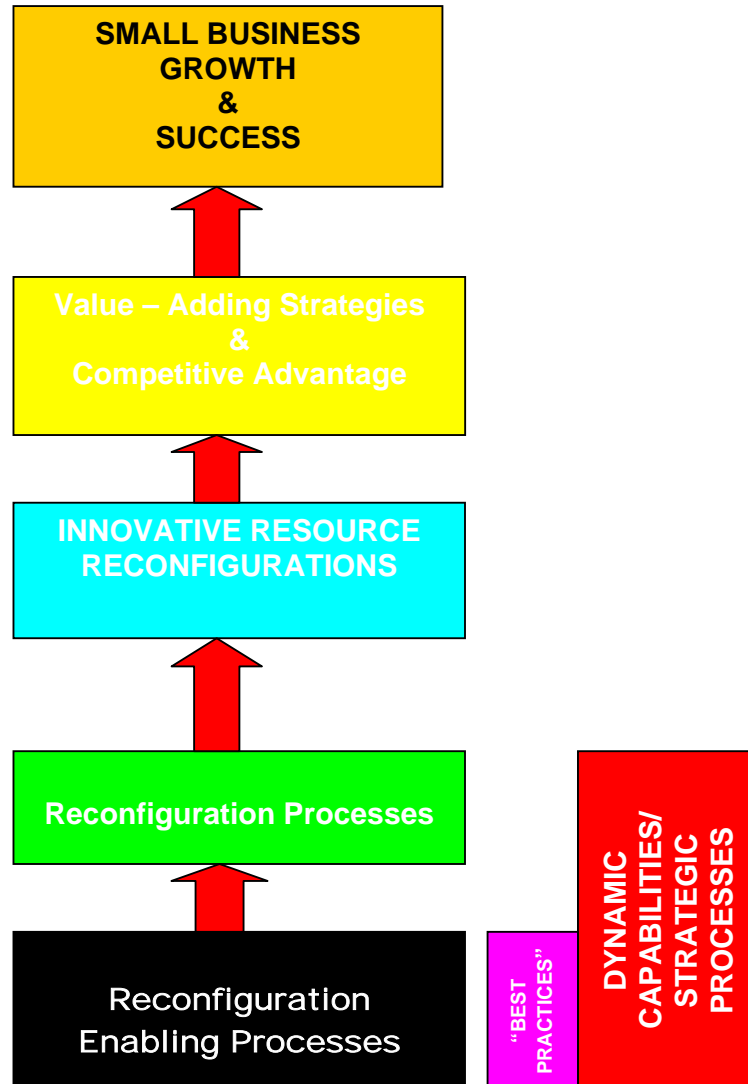 SMALL BUSINESS
GROWTH
&
SUCCESS
Value – Adding Strategies
&
Competitive Advantage
INNOVATIVE RESOURCE
RECONFIGURATIONS
Reconfiguration Processes
Reconfiguration
Enabling Processes
“BEST
PRACTICES”
DYNAMIC
CAPABILITIES/
STRATEGIC
PROCESSES